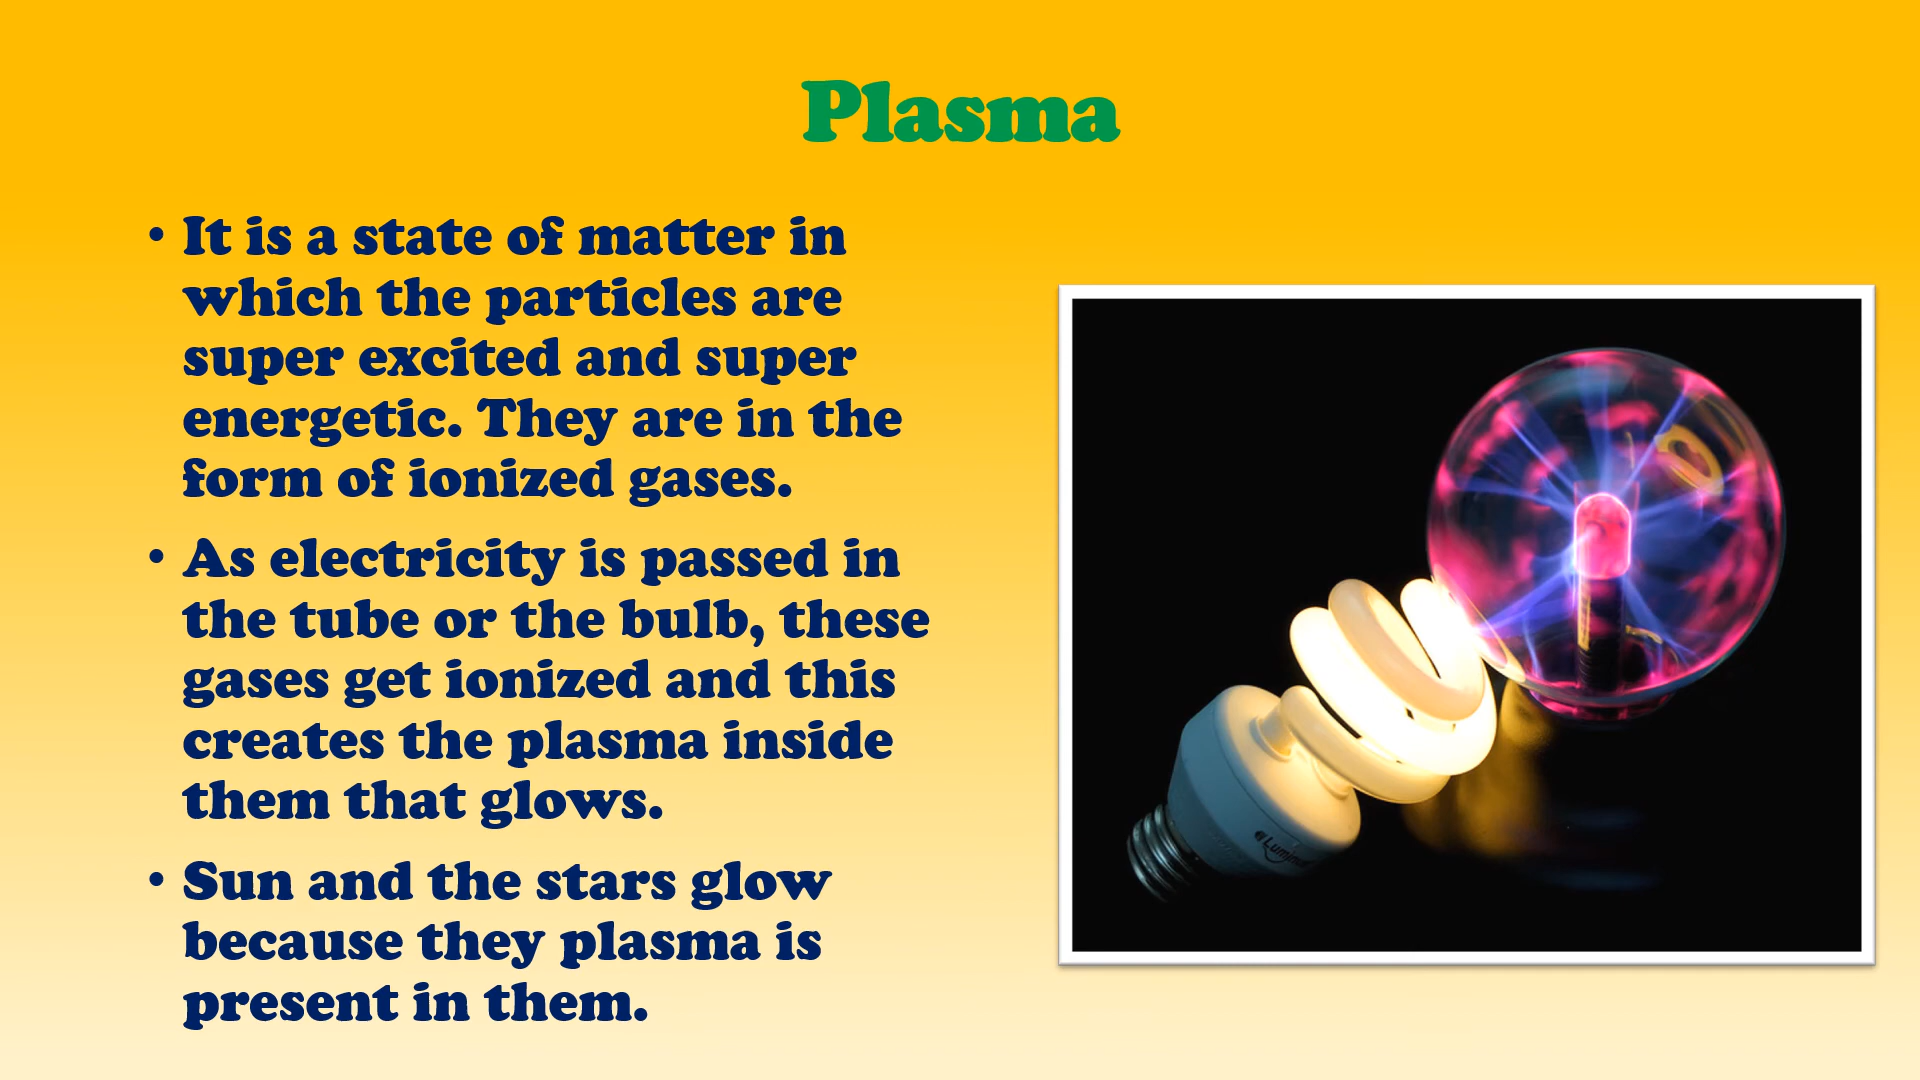 Plasma
• It is a state of matter in
which the particles are
super excited and super
energetic. They are in the
form of ionized gases.
• As electricity is passed in
the tube or the bulb, these
gases get ionized and this
creates the plasma inside
them that glows.
• Sun and the stars glow
because they plasma is
present in them.